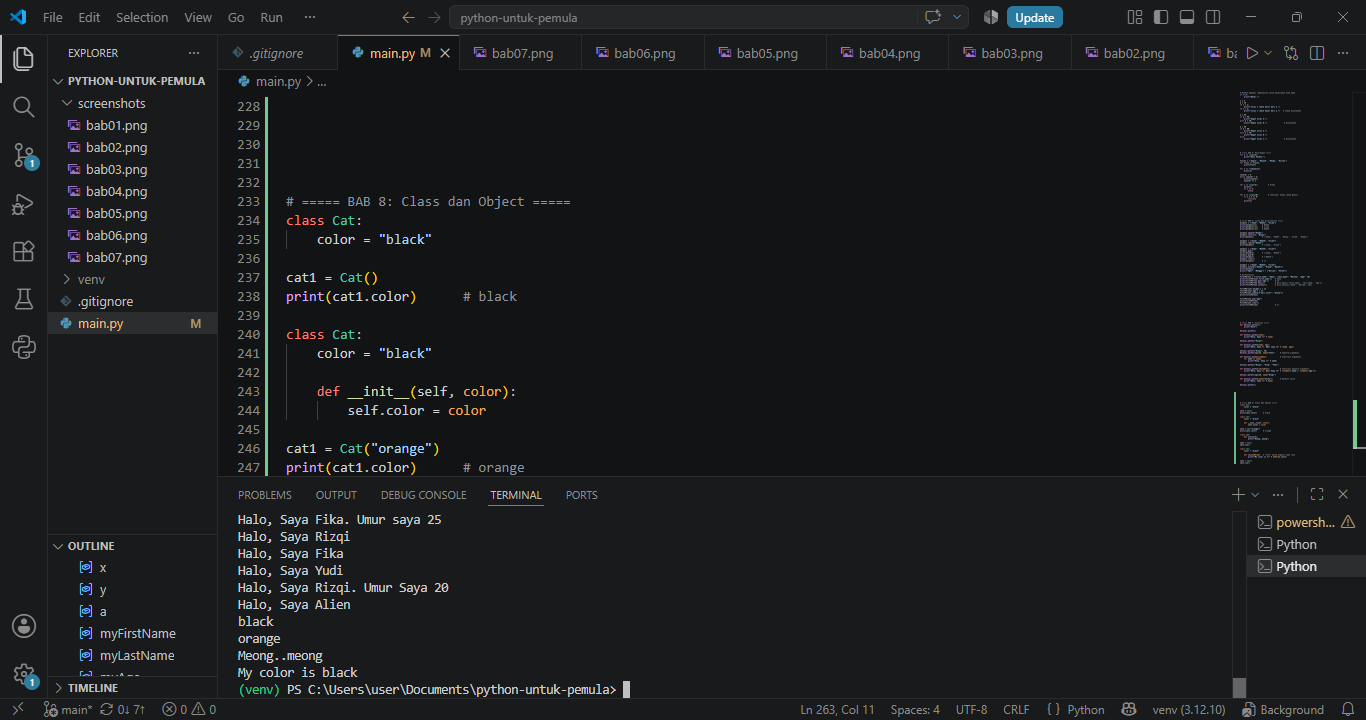 File Edit Selection View Go Run ···
python-untuk-pemula
Update
EXPLORER ···
PYTHON-UNTUK-PEMULA
screenshots
bab01.png
bab02.png
bab03.png
bab04.png
bab05.png
bab06.png
bab07.png
venv
.gitignore
main.py M
OUTLINE
x
y
a
myFirstName
myLastName
TIMELINE
.gitignore
main.py M
bab07.png
bab06.png
bab05.png
bab04.png
bab03.png
bab02.png
main.py > ...
228
229
230
231
232
233 # ===== BAB 8: Class dan Object =====
234 class Cat:
235     color = "black"
236
237 cat1 = Cat()
238 print(cat1.color)      # black
239
240 class Cat:
241     color = "black"
242
243     def __init__(self, color):
244         self.color = color
245
246 cat1 = Cat("orange")
247 print(cat1.color)      # orange
PROBLEMS OUTPUT DEBUG CONSOLE TERMINAL PORTS
Halo, Saya Fika. Umur saya 25
Halo, Saya Rizqi
Halo, Saya Fika
Halo, Saya Yudi
Halo, Saya Rizqi. Umur Saya 20
Halo, Saya Alien
black
orange
Meong..meong
My color is black
(venv) PS C:\Users\user\Documents\python-untuk-pemula>
powersh...
Python
Python
1
1
main* 0↓ 7↑ 0 0
Ln 263, Col 11 Spaces: 4 UTF-8 CRLF { } Python venv (3.12.10) Background